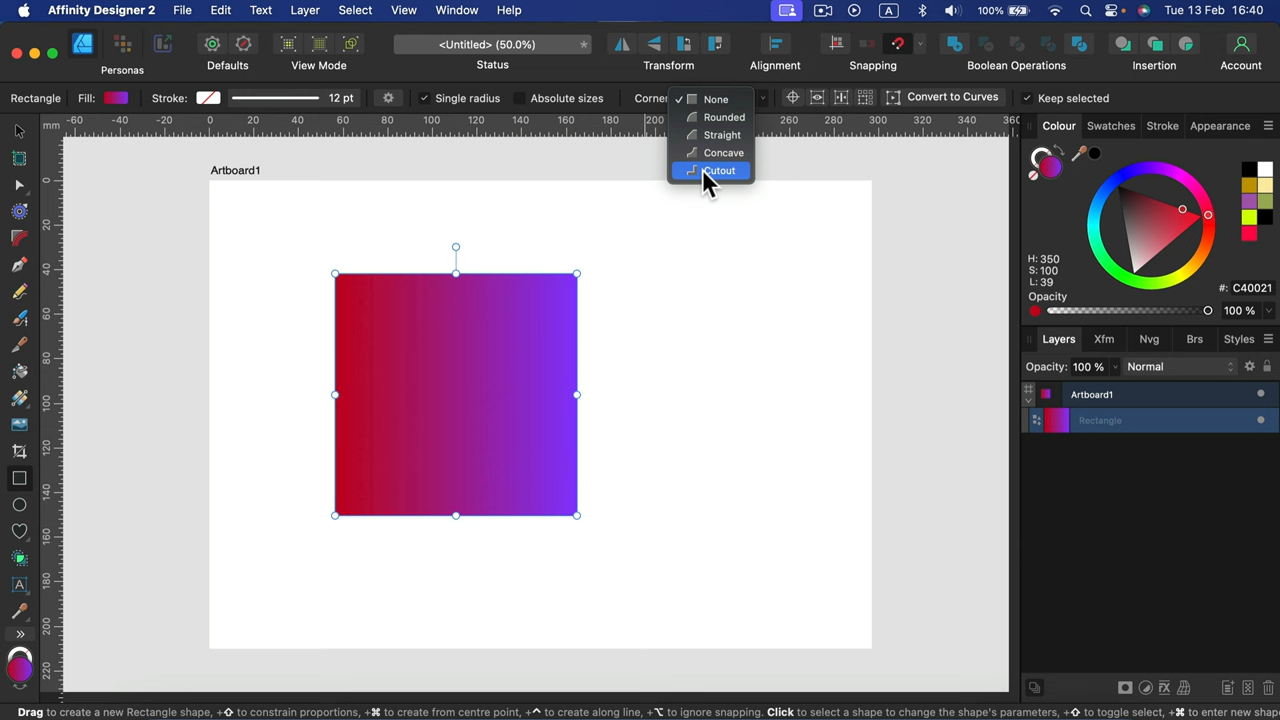 Affinity Designer 2 File Edit Text Layer Select View Window Help A 100% Tue 13 Feb 16:40
<Untitled> (50.0%) *
Personas Defaults View Mode Status Transform Alignment Snapping Boolean Operations Insertion Account
Rectangle Fill: Stroke: 12 pt Single radius Absolute sizes Corner Convert to Curves Keep selected
None
Rounded
Straight
Concave
Cutout
mm -60 -40 -20 0 20 40 60 80 100 120 140 160 180 200 220 260 280 300 320 340 360
0
20
40
60
80
100
120
140
160
180
200
220
Artboard1
Colour Swatches Stroke Appearance
H: 350
S: 100
L: 39
#: C40021
Opacity
100 %
Layers Xfm Nvg Brs Styles
Opacity: 100 % Normal
Artboard1
Rectangle
A
Drag to create a new Rectangle shape, +⇧ to constrain proportions, +⌘ to create from centre point, +⌃ to create along line, +⌥ to ignore snapping. Click to select a shape to change the shape's parameters, +⇧ to toggle select, +⌘ to enter new shap